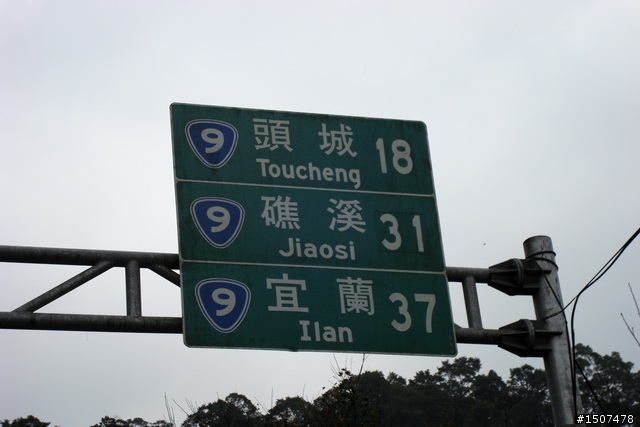 9 頭城 18
Toucheng
9 礁溪 31
Jiaosi
9 宜蘭 37
Ilan
#1507478